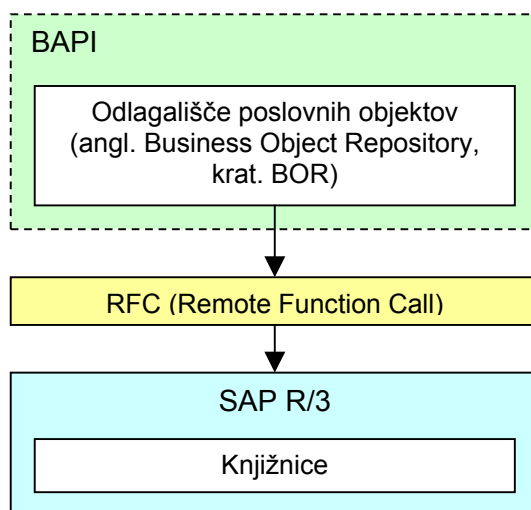 BAPI
Odlagališče poslovnih objektov
(angl. Business Object Repository,
krat. BOR)
RFC (Remote Function Call)
SAP R/3
Knjižnice